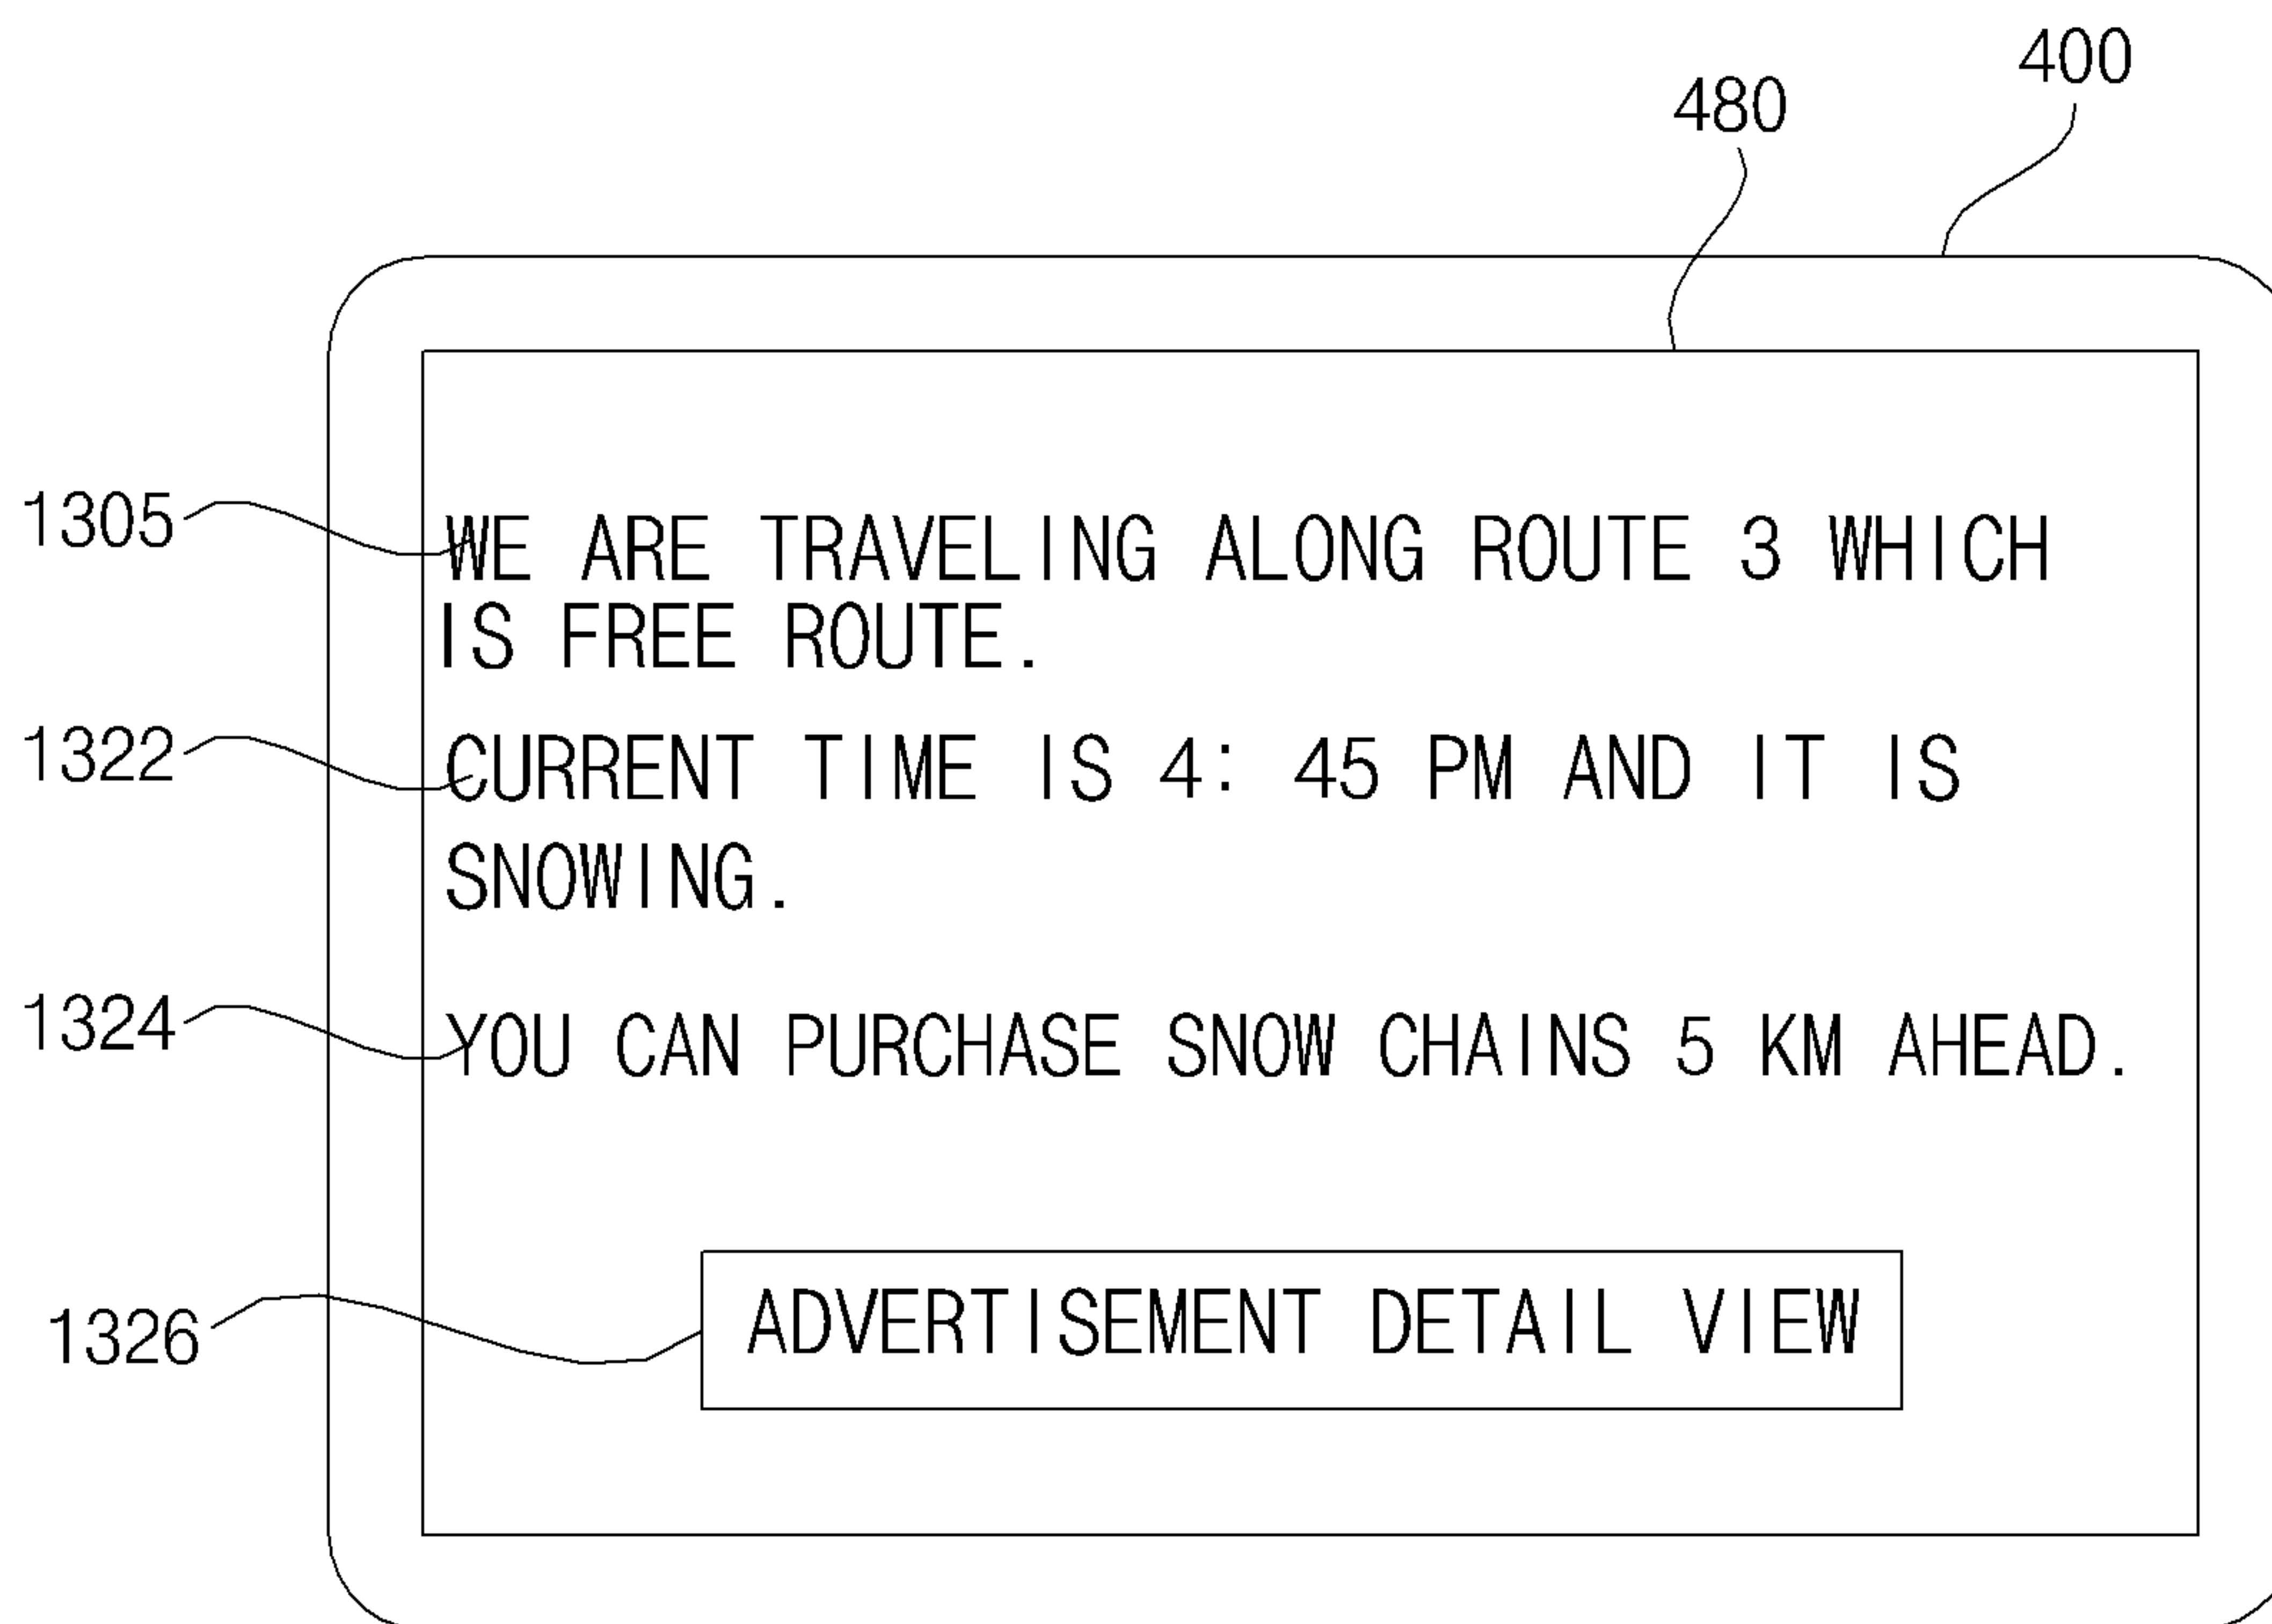 400
480
1305
WE ARE TRAVELING ALONG ROUTE 3 WHICH
IS FREE ROUTE.
1322
CURRENT TIME IS 4: 45 PM AND IT IS
SNOWING.
1324
YOU CAN PURCHASE SNOW CHAINS 5 KM AHEAD.
1326
ADVERTISEMENT DETAIL VIEW